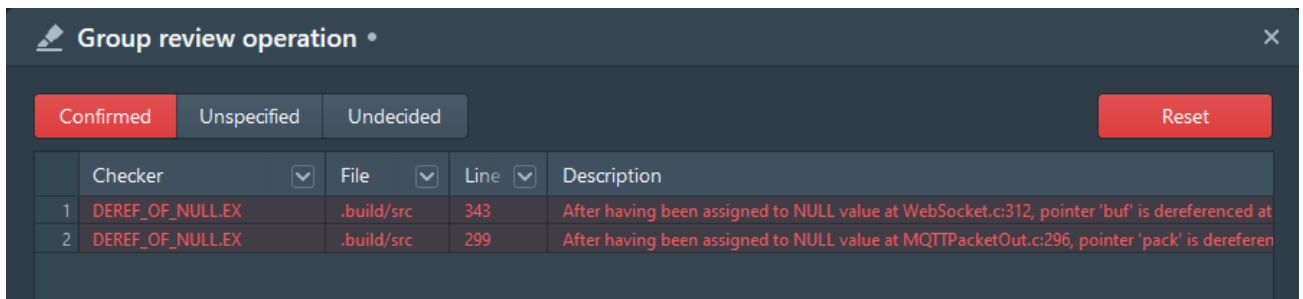 Group review operation •
Confirmed Unspecified Undecided Reset
Checker File Line Description
1 DEREF_OF_NULL.EX .build/src 343 After having been assigned to NULL value at WebSocket.c:312, pointer 'buf' is dereferenced at
2 DEREF_OF_NULL.EX .build/src 299 After having been assigned to NULL value at MQTTPacketOut.c:296, pointer 'pack' is dereferen